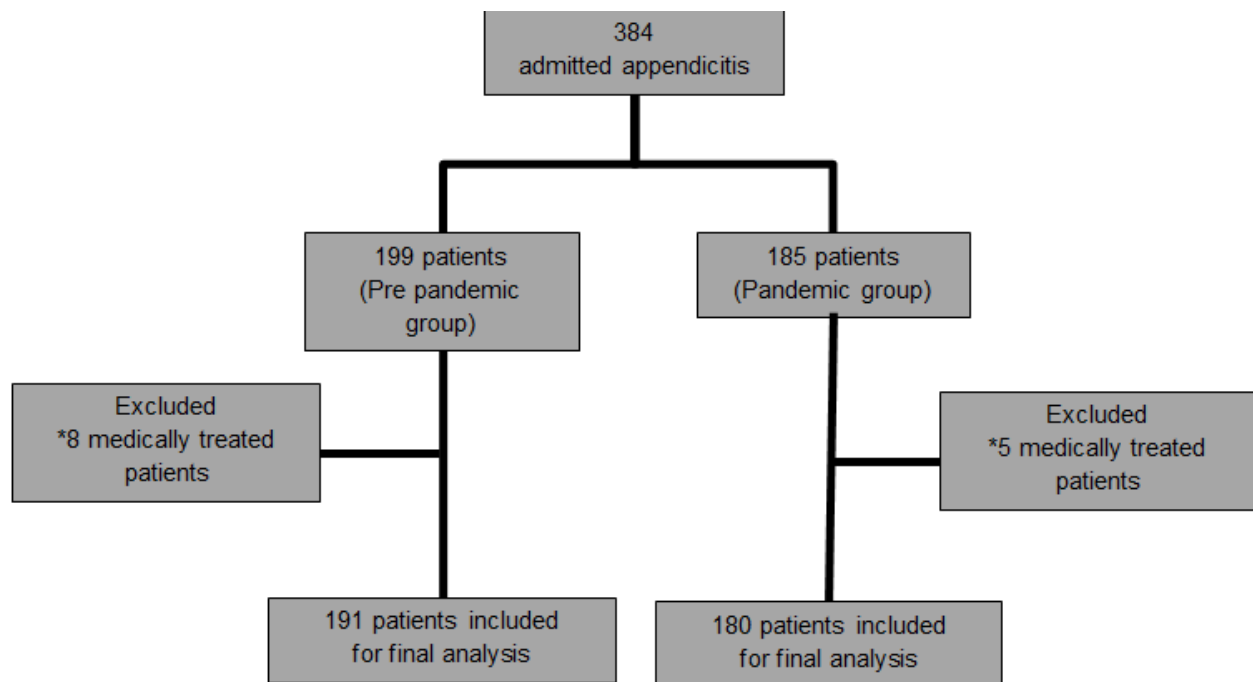 384
admitted appendicitis
199 patients
(Pre pandemic
group)
185 patients
(Pandemic group)
Excluded
*8 medically treated
patients
Excluded
*5 medically treated
patients
191 patients included
for final analysis
180 patients included
for final analysis